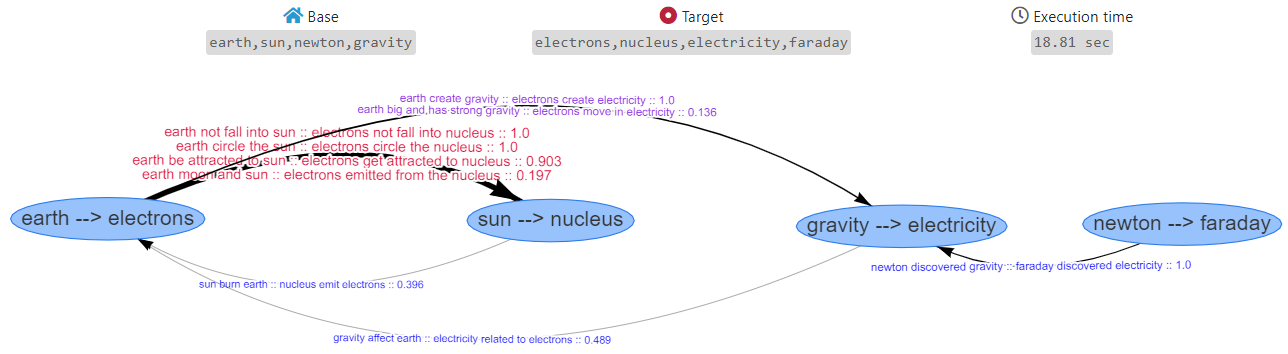 Base
Target
Execution time
earth,sun,newton,gravity
electrons,nucleus,electricity,faraday
18.81 sec
earth create gravity :: electrons create electricity :: 1.0
earth big and has strong gravity :: electrons move in electricity :: 0.136
earth not fall into sun :: electrons not fall into nucleus :: 1.0
earth circle the sun :: electrons circle the nucleus :: 1.0
earth be attracted to sun :: electrons get attracted to nucleus :: 0.903
earth moon and sun :: electrons emitted from the nucleus :: 0.197
earth --> electrons
sun --> nucleus
gravity --> electricity
newton --> faraday
newton discovered gravity :: faraday discovered electricity :: 1.0
sun burn earth :: nucleus emit electrons :: 0.396
gravity affect earth :: electricity related to electrons :: 0.489